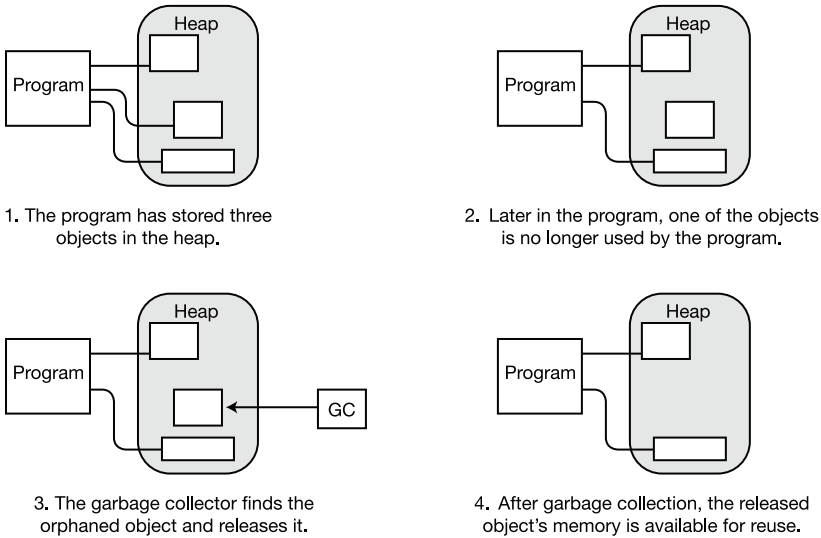 Heap
Program
1. The program has stored three
objects in the heap.
Heap
Program
2. Later in the program, one of the objects
is no longer used by the program.
Heap
Program
GC
3. The garbage collector finds the
orphaned object and releases it.
Heap
Program
4. After garbage collection, the released
object's memory is available for reuse.